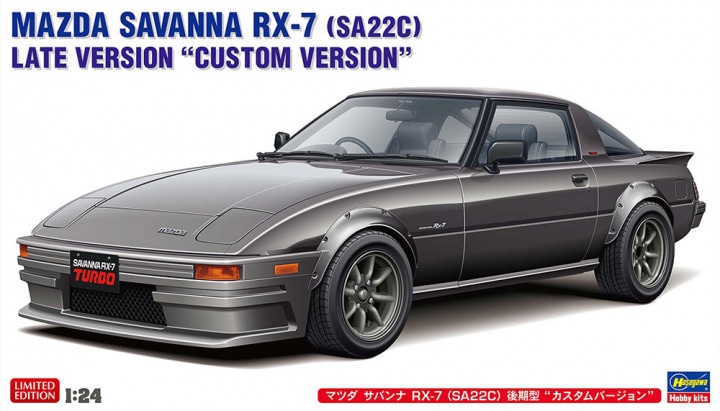 MAZDA SAVANNA RX-7 (SA22C)
LATE VERSION “CUSTOM VERSION”
mazda
SAVANNA RX-7
TURBO
SAVANNA RX-7
LIMITED
EDITION
1:24
マツダ サバンナ RX-7 (SA22C) 後期型 “カスタムバージョン”
Hasegawa
Hobby kits